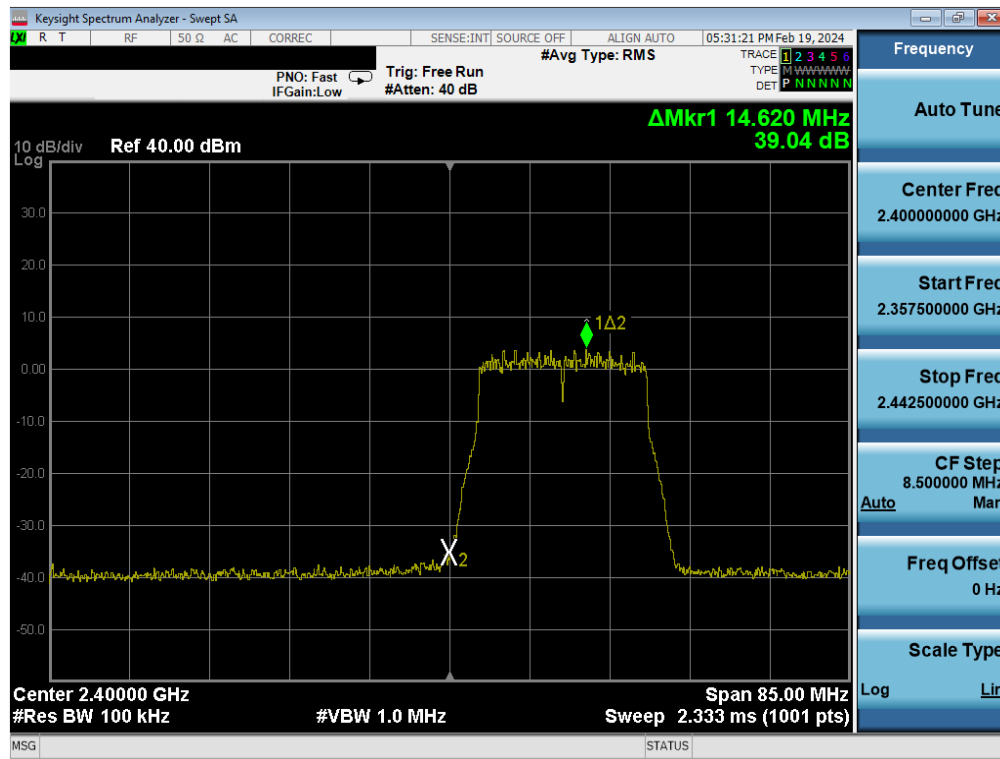 Keysight Spectrum Analyzer - Swept SA
LXI R T RF 50 Ω AC CORREC SENSE:INT SOURCE OFF ALIGN AUTO 05:31:21 PM Feb 19, 2024
#Avg Type: RMS
TRACE 1 2 3 4 5 6
PNO: Fast Trig: Free Run
TYPE M W W W W W
IFGain:Low #Atten: 40 dB
DET P N N N N N
ΔMkr1 14.620 MHz
39.04 dB
10 dB/div Ref 40.00 dBm
Log
30.0
20.0
10.0
1Δ2
0.00
-10.0
-20.0
-30.0
X2
-40.0
-50.0
Center 2.40000 GHz Span 85.00 MHz
#Res BW 100 kHz #VBW 1.0 MHz Sweep 2.333 ms (1001 pts)
MSG STATUS
Frequency
Auto Tune
Center Freq
2.400000000 GHz
Start Freq
2.357500000 GHz
Stop Freq
2.442500000 GHz
CF Step
8.500000 MHz
Auto Man
Freq Offset
0 Hz
Scale Type
Log Lin